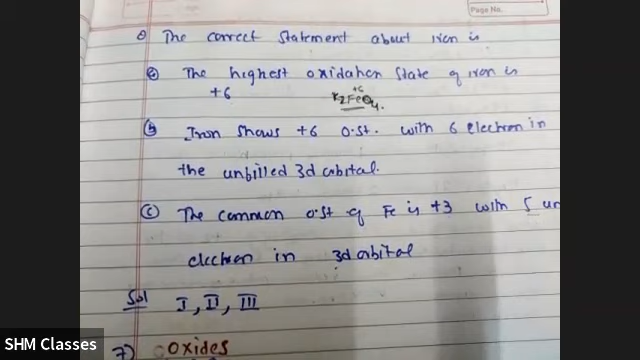 Page No.
The correct statement about iron is
(a) The highest oxidation state of iron is
+6
+6
K2FeO4.
(b) Iron shows +6 O.St. with 6 electron in
the unfilled 3d orbital.
(c) The common O.St of Fe is +3 with 5 un
electron in 3d orbital
Sol I, II, III
7) Oxides
SHM Classes